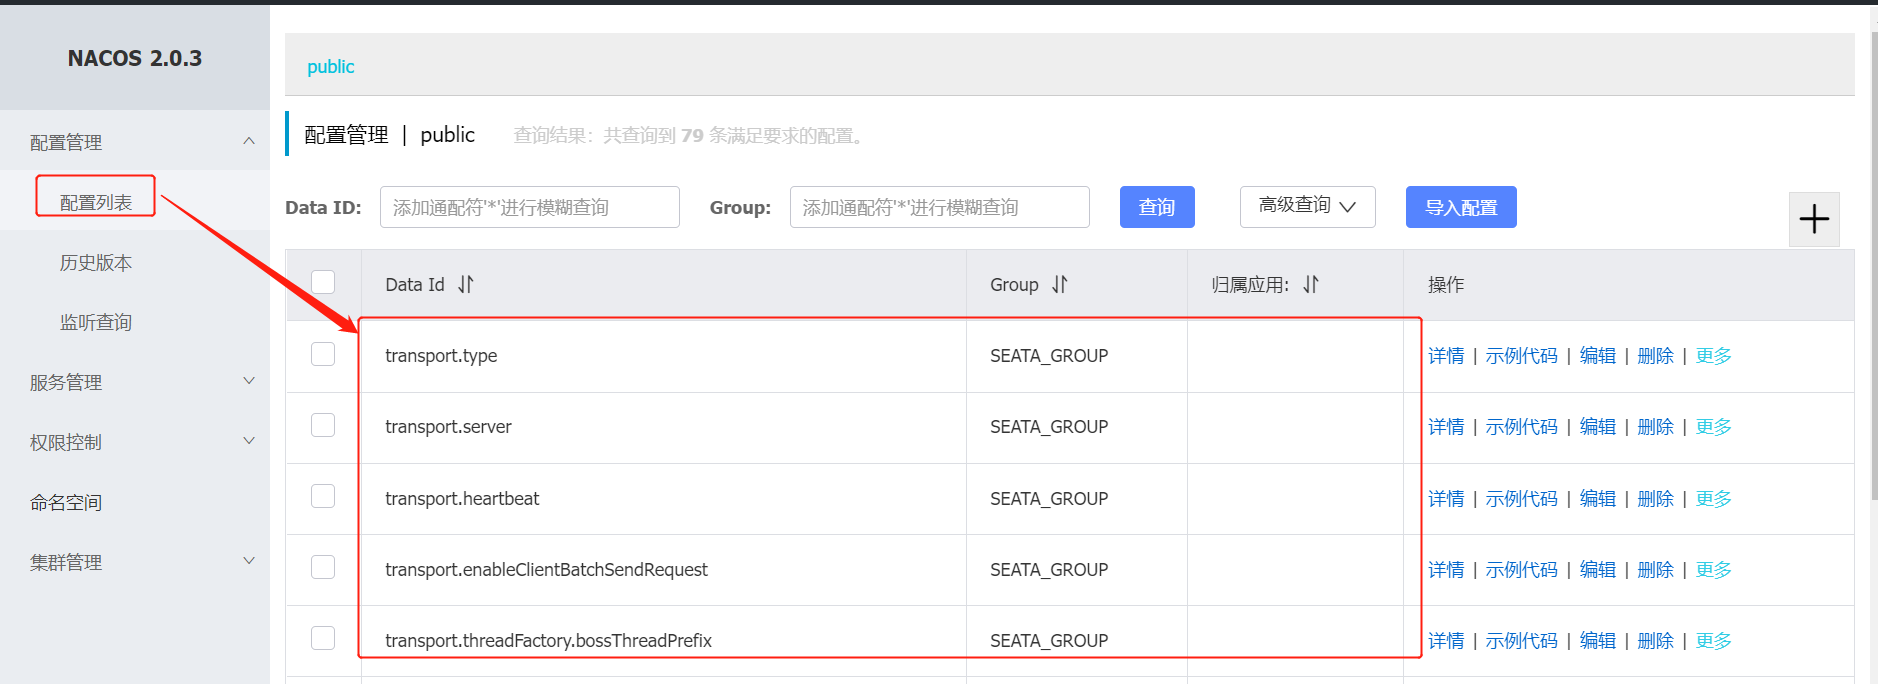 NACOS 2.0.3
配置管理
配置列表
历史版本
监听查询
服务管理
权限控制
命名空间
集群管理
public
配置管理 | public 查询结果：共查询到 79 条满足要求的配置。
Data ID: 添加通配符'*'进行模糊查询 Group: 添加通配符'*'进行模糊查询 查询 高级查询 导入配置
Data Id Group 归属应用: 操作
transport.type SEATA_GROUP 详情 | 示例代码 | 编辑 | 删除 | 更多
transport.server SEATA_GROUP 详情 | 示例代码 | 编辑 | 删除 | 更多
transport.heartbeat SEATA_GROUP 详情 | 示例代码 | 编辑 | 删除 | 更多
transport.enableClientBatchSendRequest SEATA_GROUP 详情 | 示例代码 | 编辑 | 删除 | 更多
transport.threadFactory.bossThreadPrefix SEATA_GROUP 详情 | 示例代码 | 编辑 | 删除 | 更多